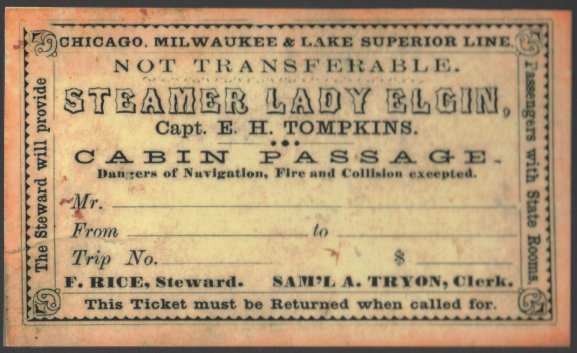 CHICAGO. MILWAUKEE & LAKE SUPERIOR LINE.
NOT TRANSFERABLE.
STEAMER LADY ELGIN,
Capt. E. H. TOMPKINS.
CABIN PASSAGE.
Dangers of Navigation, Fire and Collision excepted.
Mr.
From to
Trip No. $
F. RICE, Steward. SAM'L A. TRYON, Clerk.
This Ticket must be Returned when called for.
The Steward will provide
Passengers with State Rooms.